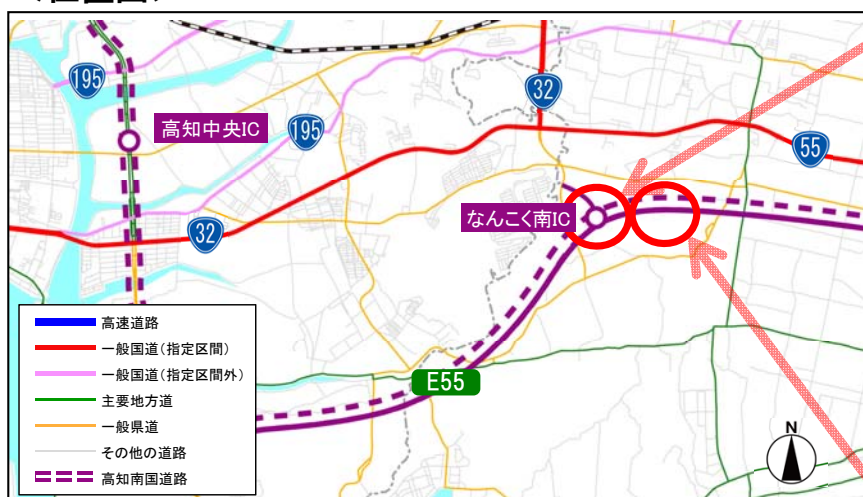 195
高知中央IC
195
32
55
なんこく南IC
32
E55
高速道路
一般国道(指定区間)
一般国道(指定区間外)
主要地方道
一般県道
その他の道路
高知南国道路
N